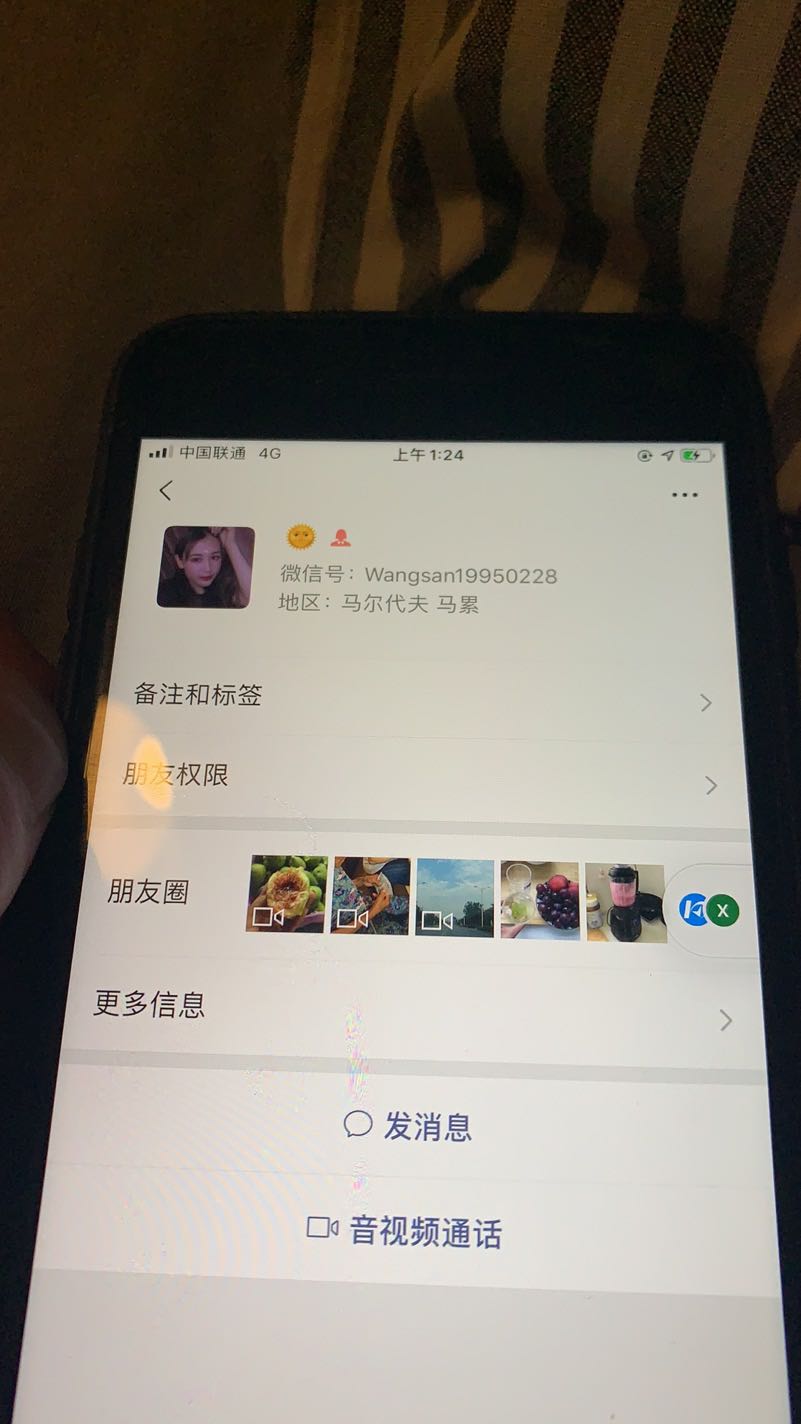 中国联通 4G 上午1:24
微信号：Wangsan19950228
地区：马尔代夫 马累
备注和标签
朋友权限
朋友圈
X
更多信息
发消息
音视频通话